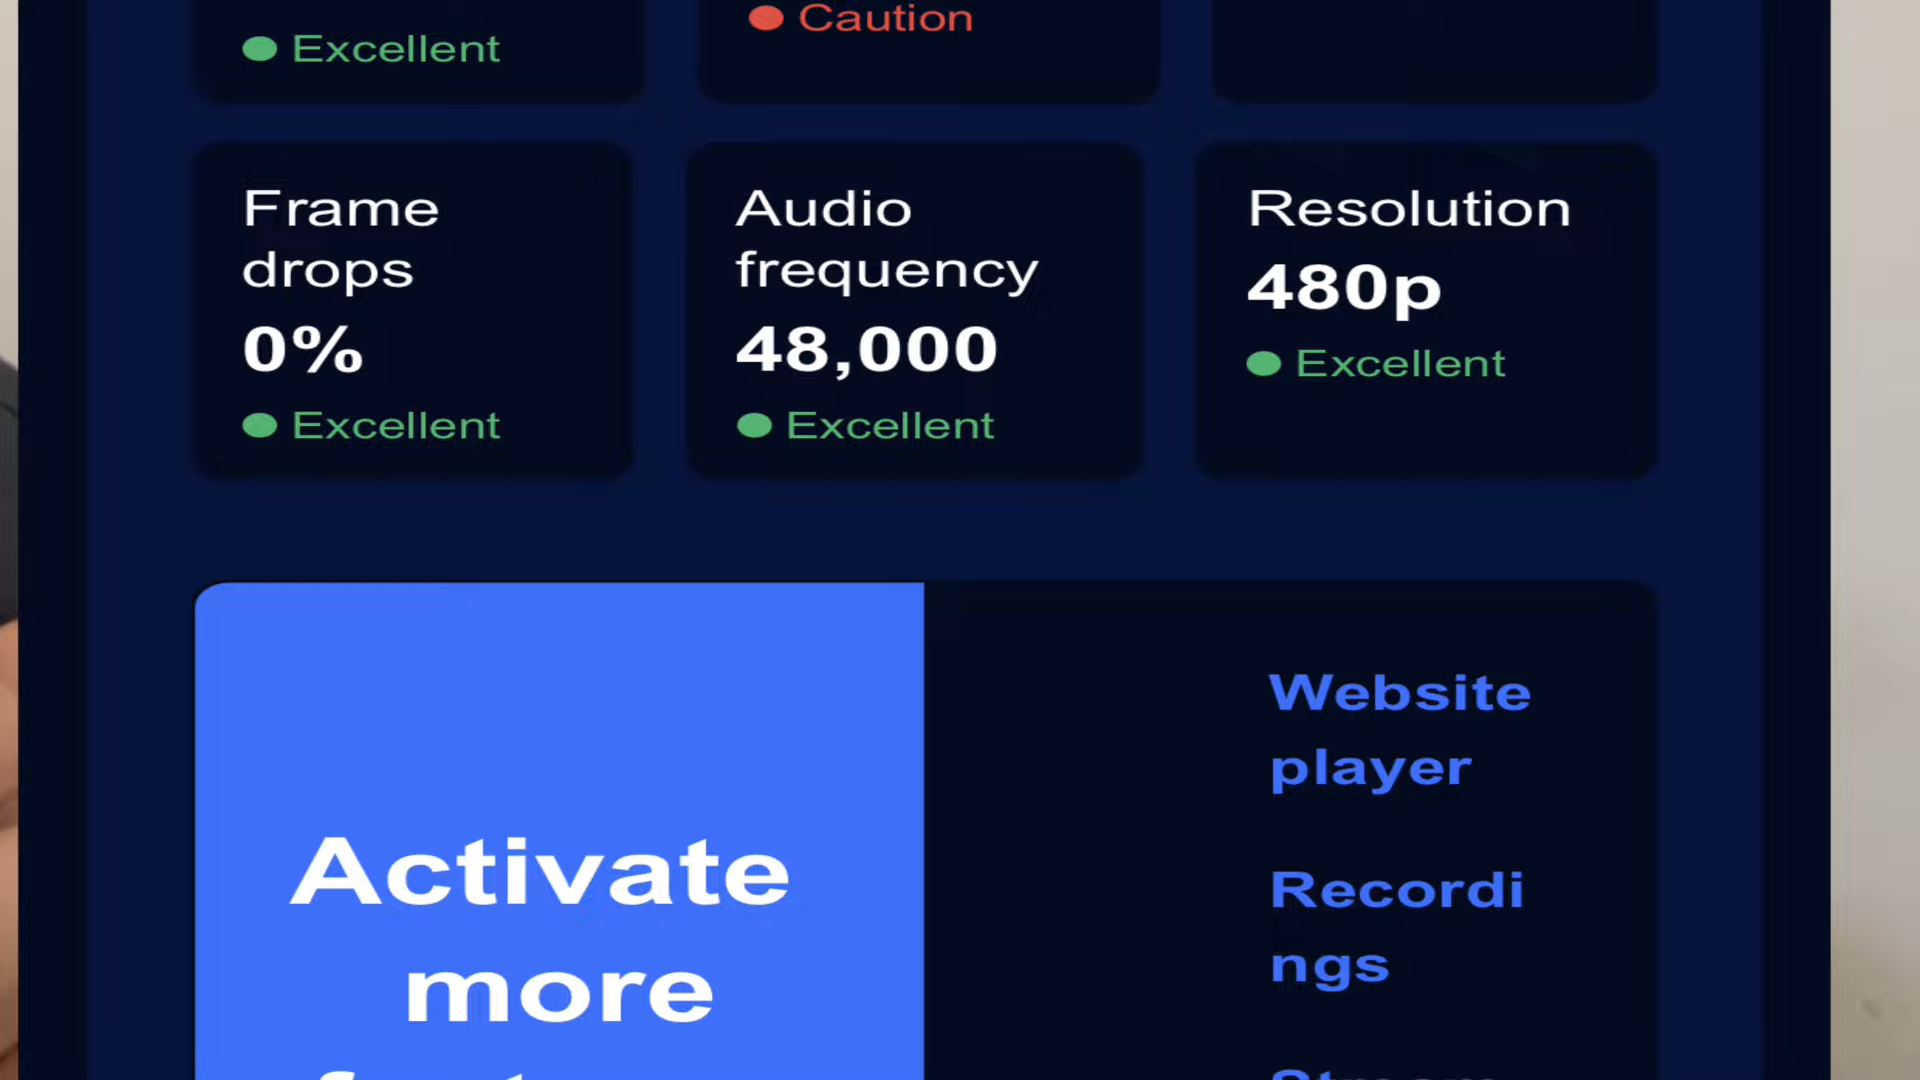 Excellent
Caution
Frame
drops
0%
Excellent
Audio
frequency
48,000
Excellent
Resolution
480p
Excellent
Activate
more
Website
player
Recordi
ngs